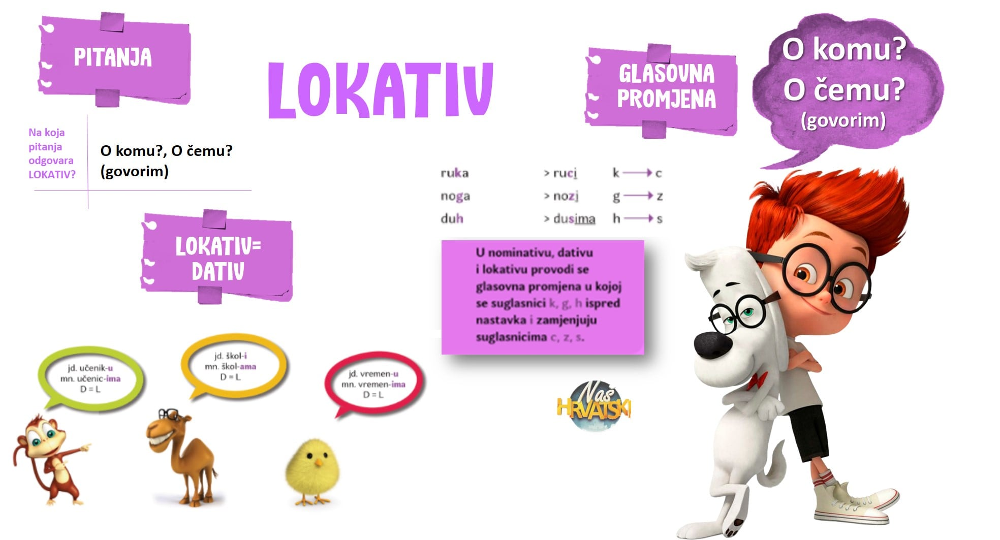 PITANJA
Na koja
pitanja
odgovara
LOKATIV?
O komu?, O čemu?
(govorim)
LOKATIV=
DATIV
jd. učenik-u
mn. učenic-ima
D = L
jd. škol-i
mn. škol-ama
D = L
jd. vremen-u
mn. vremen-ima
D = L
LOKATIV
GLASOVNA
PROMJENA
ruka > ruci k → c
noga > nozi g → z
duh > dusima h → s
U nominativu, dativu
i lokativu provodi se
glasovna promjena u kojoj
se suglasnici k, g, h ispred
nastavka i zamjenjuju
suglasnicima c, z, s.
Naš
HRVATSKI
O komu?
O čemu?
(govorim)